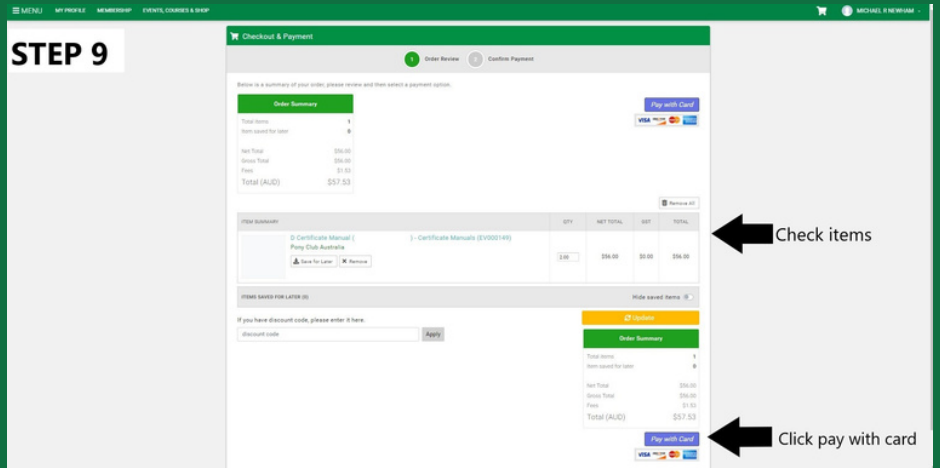 MENU MY PROFILE MEMBERSHIP EVENTS, COURSES & SHOP MICHAEL R NEWHAM
STEP 9
Checkout & Payment
1 Order Review 2 Confirm Payment
Below is a summary of your order, please review and then select a payment option.
Order Summary
Pay with Card
Total items 1
VISA
Item saved for later 0
Net Total $56.00
Gross Total $56.00
Fees $1.53
Total (AUD) $57.53
Remove All
ITEM SUMMARY QTY NET TOTAL GST TOTAL
D Certificate Manual ( ) - Certificate Manuals (EV000149)
Pony Club Australia
Save for Later Remove
1.00 $56.00 $0.00 $56.00
Check items
ITEMS SAVED FOR LATER (0) Hide saved items
If you have discount code, please enter it here.
discount code Apply
Update
Order Summary
Total items 1
Item saved for later 0
Net Total $56.00
Gross Total $56.00
Fees $1.53
Total (AUD) $57.53
Pay with Card
VISA
Click pay with card